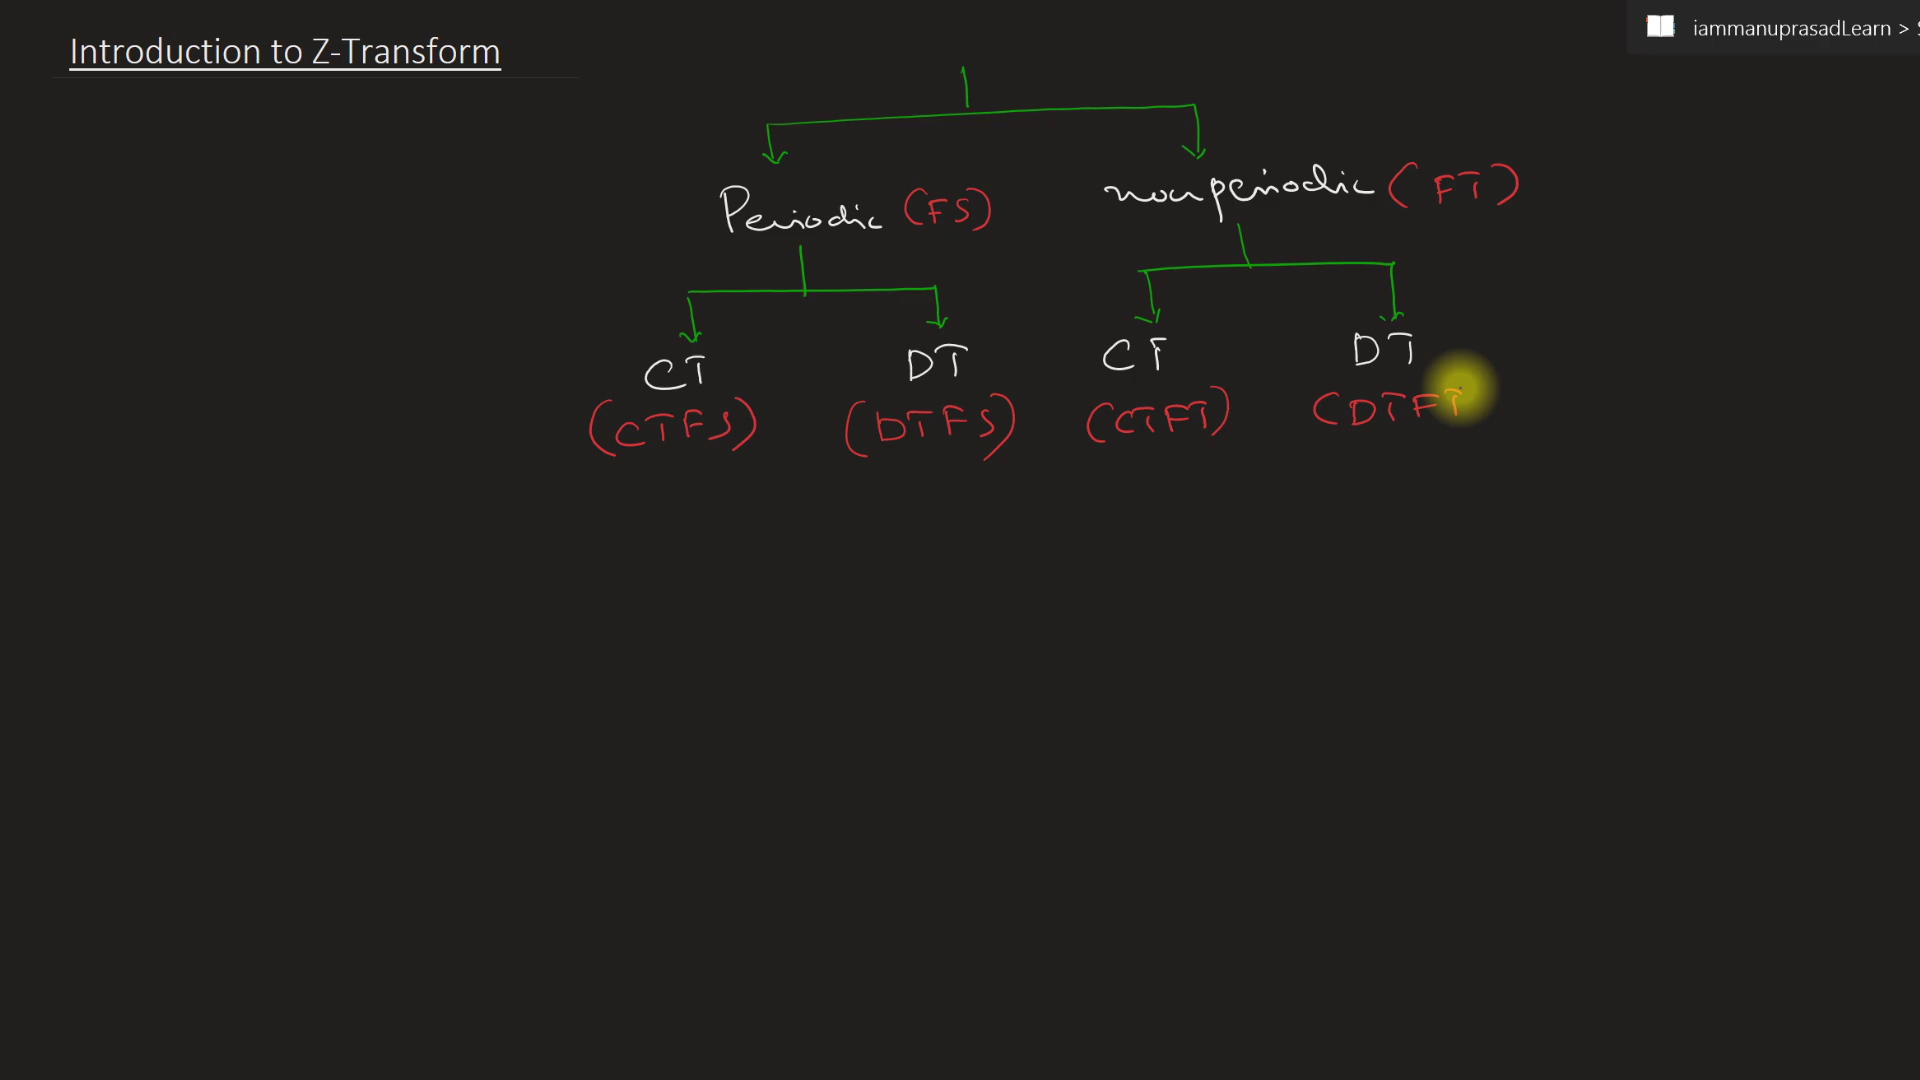 Introduction to Z-Transform
iammanuprasadLearn >
Periodic (FS) nonperiodic (FT)
CT DT CT DT
(CTFS) (DTFS) (CTFT) (DTFT